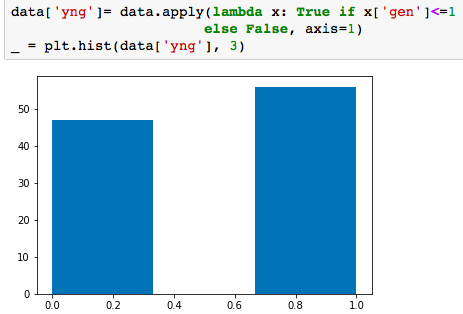 data['yng']= data.apply(lambda x: True if x['gen']<=1
else False, axis=1)
_ = plt.hist(data['yng'], 3)
50
40
30
20
10
0
0.0 0.2 0.4 0.6 0.8 1.0